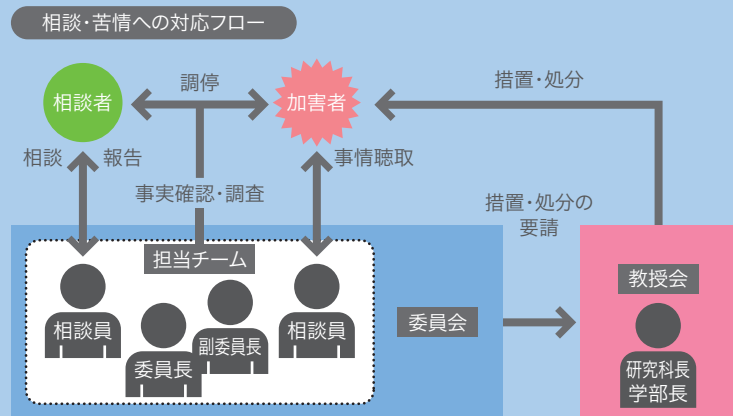 相談・苦情への対応フロー
相談者
調停
加害者
措置・処分
相談
報告
事情聴取
事実確認・調査
措置・処分の
要請
担当チーム
教授会
相談員
委員長
副委員長
相談員
委員会
研究科長
学部長